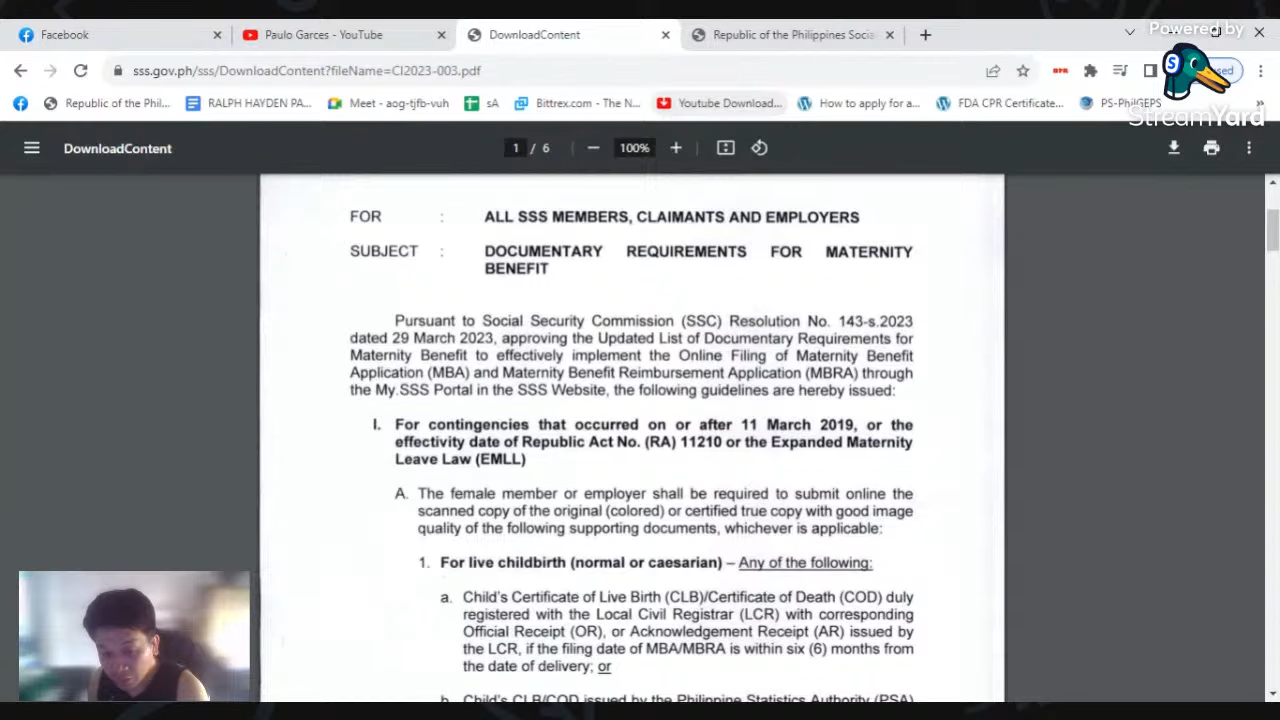 Powered by
Facebook
Paulo Garces - YouTube
DownloadContent
Republic of the Philippines Socia
sss.gov.ph/sss/DownloadContent?fileName=CI2023-003.pdf
StreamYard
Republic of the Phil...
RALPH HAYDEN PA...
Meet - aog-tjfb-vuh
sA
Bittrex.com - The N...
Youtube Download...
How to apply for a...
FDA CPR Certificate...
PS-PhilGEPS
DownloadContent
1 / 6
100%
FOR : ALL SSS MEMBERS, CLAIMANTS AND EMPLOYERS
SUBJECT : DOCUMENTARY REQUIREMENTS FOR MATERNITY
BENEFIT
Pursuant to Social Security Commission (SSC) Resolution No. 143-s.2023
dated 29 March 2023, approving the Updated List of Documentary Requirements for
Maternity Benefit to effectively implement the Online Filing of Maternity Benefit
Application (MBA) and Maternity Benefit Reimbursement Application (MBRA) through
the My.SSS Portal in the SSS Website, the following guidelines are hereby issued:
I. For contingencies that occurred on or after 11 March 2019, or the
effectivity date of Republic Act No. (RA) 11210 or the Expanded Maternity
Leave Law (EMLL)
A. The female member or employer shall be required to submit online the
scanned copy of the original (colored) or certified true copy with good image
quality of the following supporting documents, whichever is applicable:
1. For live childbirth (normal or caesarian) – Any of the following:
a. Child's Certificate of Live Birth (CLB)/Certificate of Death (COD) duly
registered with the Local Civil Registrar (LCR) with corresponding
Official Receipt (OR), or Acknowledgement Receipt (AR) issued by
the LCR, if the filing date of MBA/MBRA is within six (6) months from
the date of delivery; or
b. Child's CLB/COD issued by the Philippine Statistics Authority (PSA)